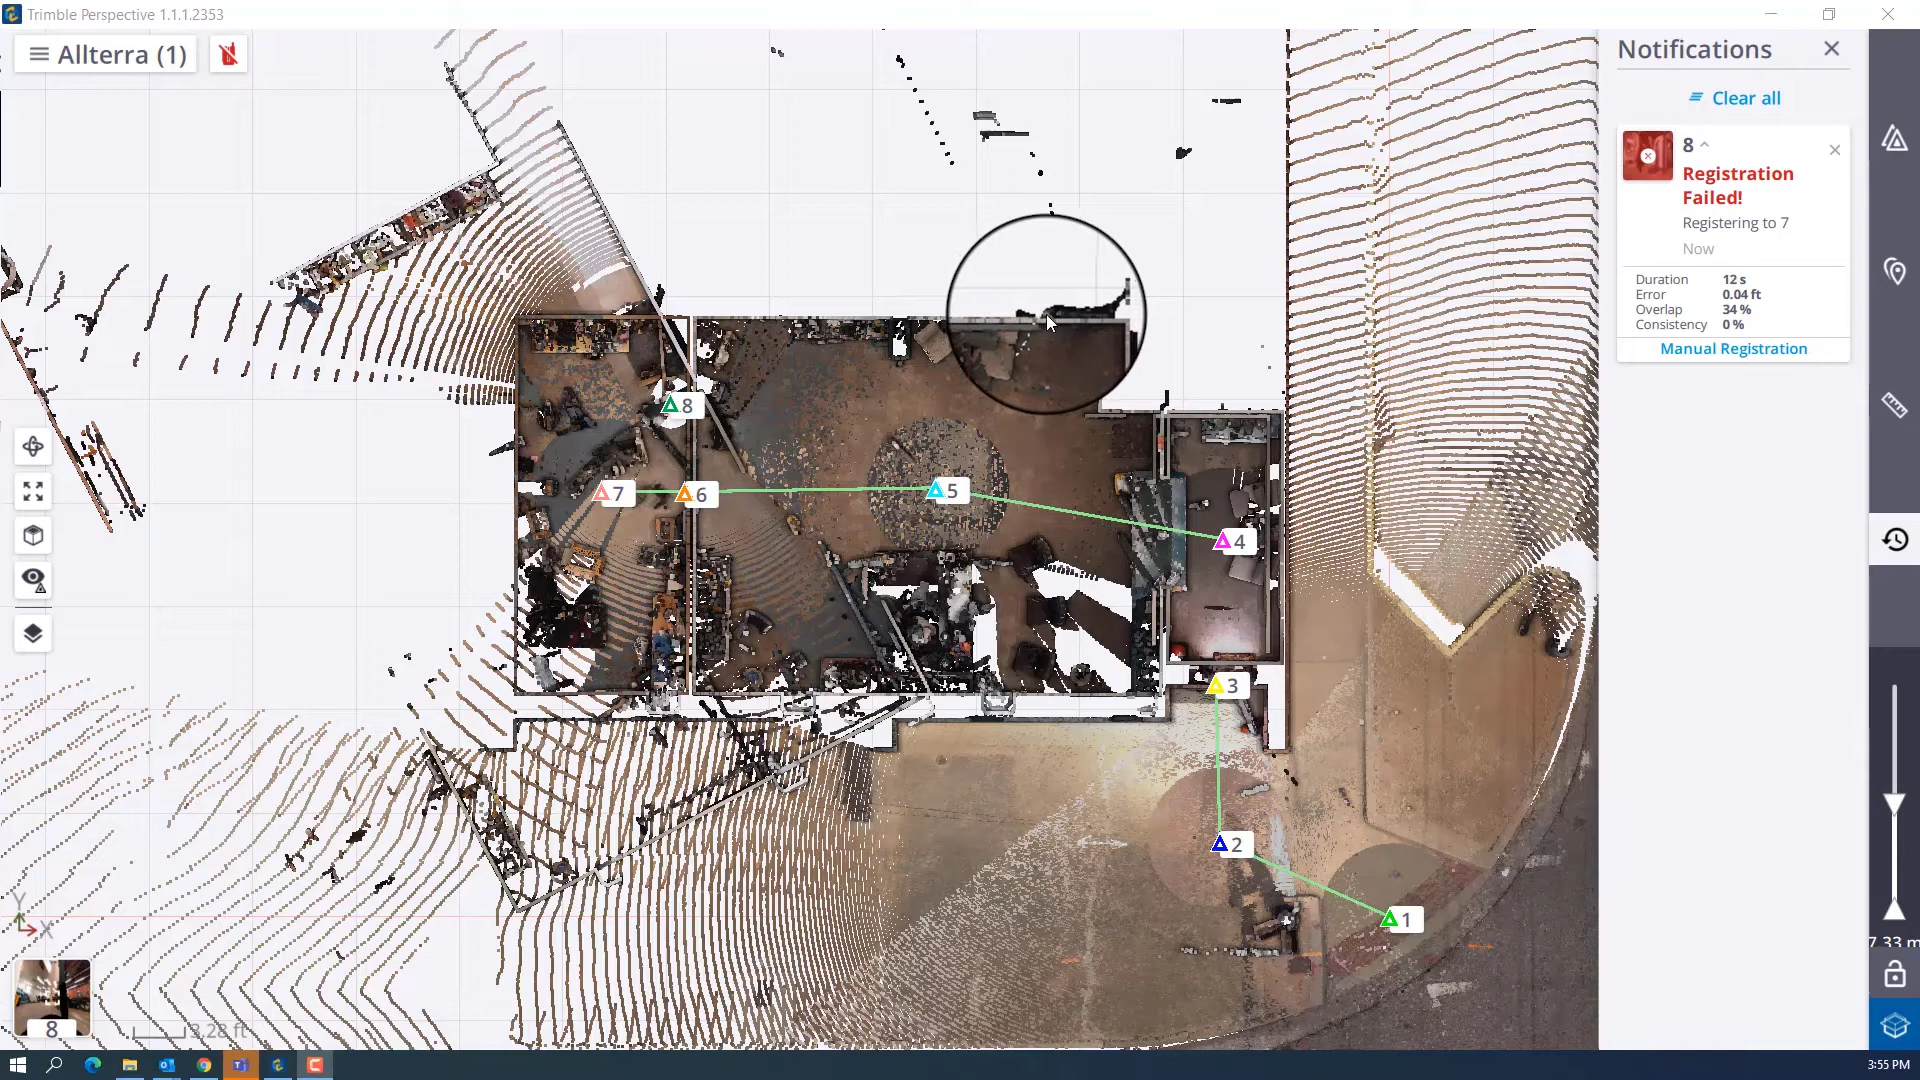 Trimble Perspective 1.1.1.2353
Allterra (1)
Notifications
Clear all
8
Registration
Failed!
Registering to 7
Now
Duration 12 s
Error 0.04 ft
Overlap 34 %
Consistency 0 %
Manual Registration
8
7
6
5
4
3
2
1
Y
X
7.33 m
8
3.28 ft
3:55 PM